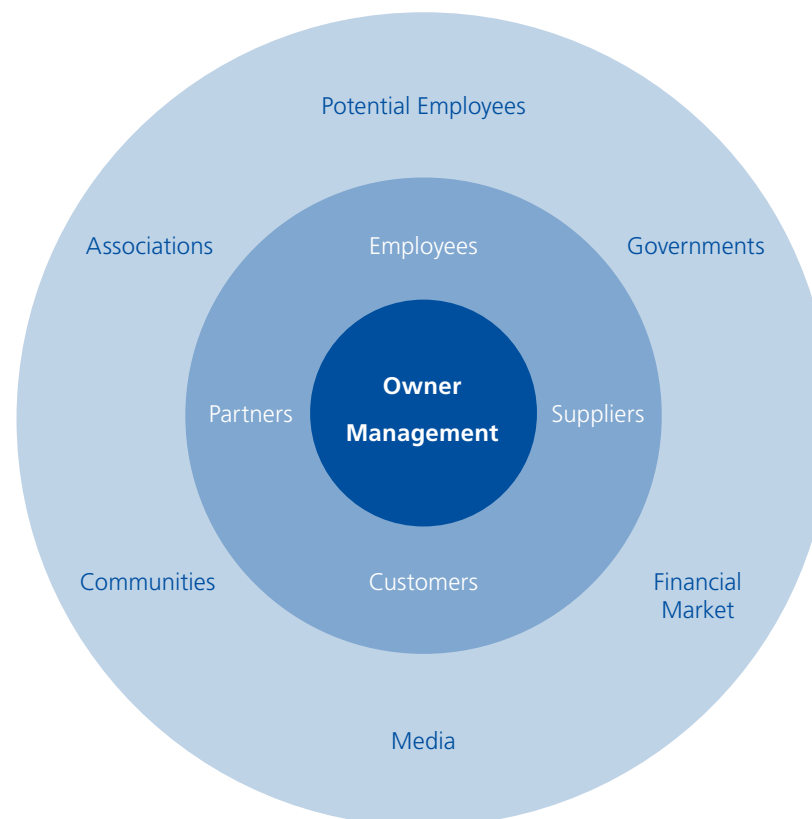 Potential Employees
Associations
Employees
Governments
Owner
Management
Partners
Suppliers
Communities
Customers
Financial
Market
Media